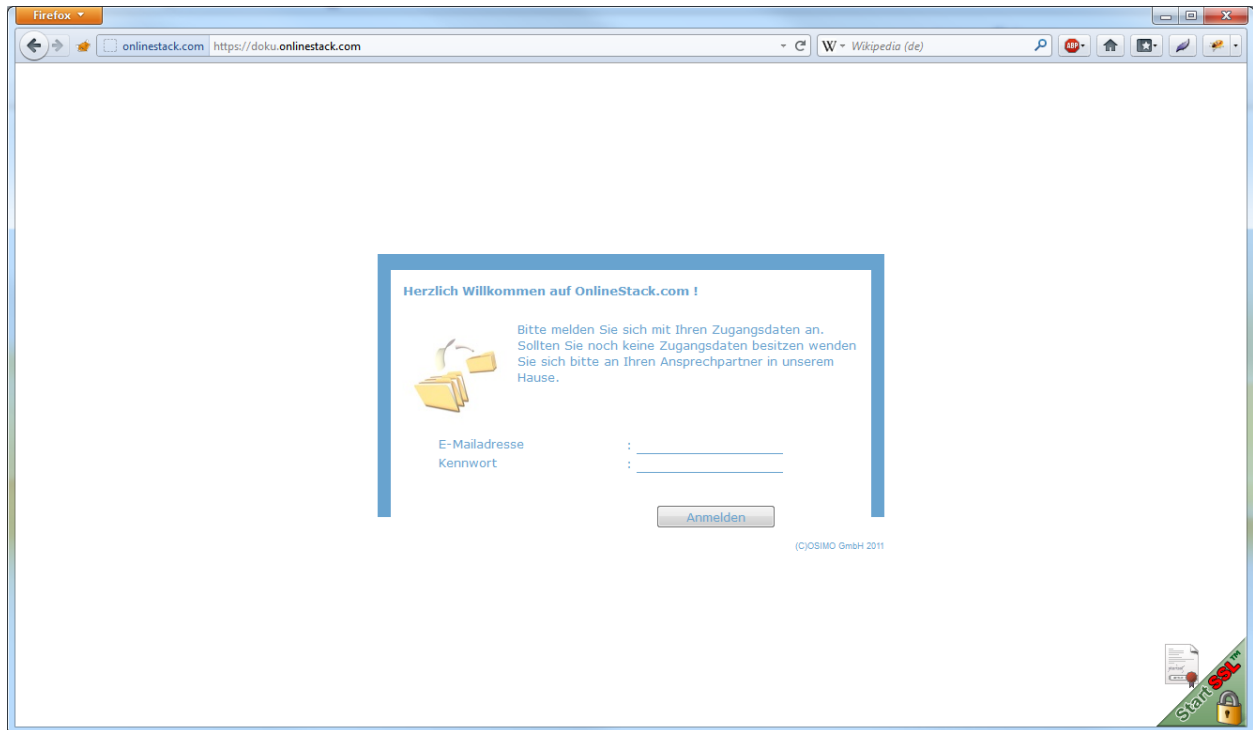 Firefox
onlinestack.com https://doku.onlinestack.com
W Wikipedia (de)
ABP
Herzlich Willkommen auf OnlineStack.com !
Bitte melden Sie sich mit Ihren Zugangsdaten an.
Sollten Sie noch keine Zugangsdaten besitzen wenden
Sie sich bitte an Ihren Ansprechpartner in unserem
Hause.
E-Mailadresse :
Kennwort :
Anmelden
(C)OSIMO GmbH 2011
StartSSL™